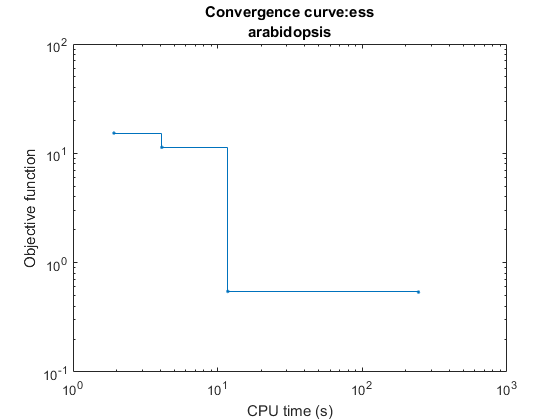 Convergence curve:ess
arabidopsis
10^2
10^1
10^0
10^-1
Objective function
10^0 10^1 10^2 10^3
CPU time (s)